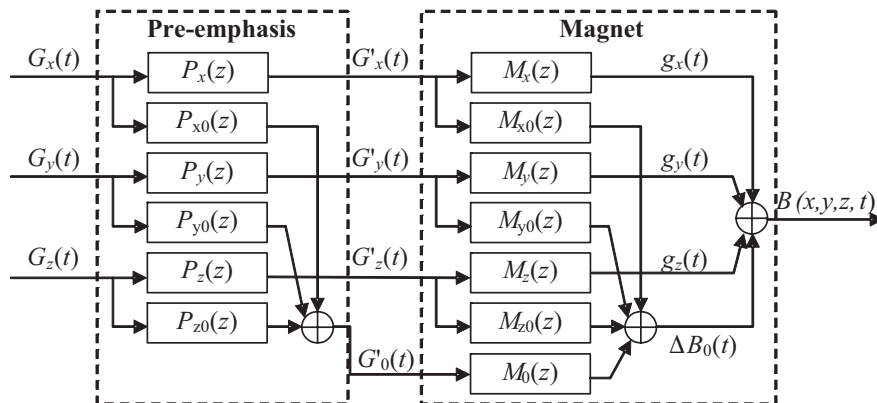 Pre-emphasis
Magnet
Gx(t)
Px(z)
G'x(t)
Mx(z)
gx(t)
Px0(z)
Mx0(z)
Gy(t)
Py(z)
G'y(t)
My(z)
gy(t)
B(x,y,z,t)
Py0(z)
My0(z)
Gz(t)
Pz(z)
G'z(t)
Mz(z)
gz(t)
Pz0(z)
Mz0(z)
ΔB0(t)
G'0(t)
M0(z)